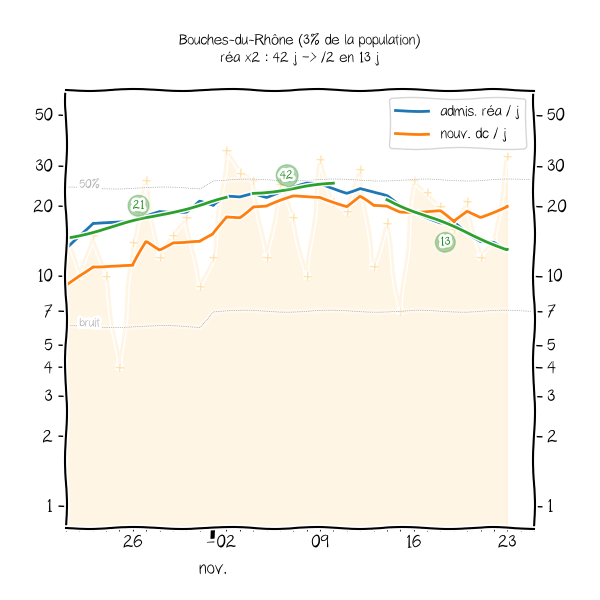 Bouches-du-Rhône (3% de la population)
réa x2 : 42 j -> /2 en 13 j
admis. réa / j
nouv. dc / j
50 50
30 30
50%
42
21
20 20
13
10 10
7 7
bruit
5 5
4 4
3 3
2 2
1 1
26 02 09 16 23
nov.